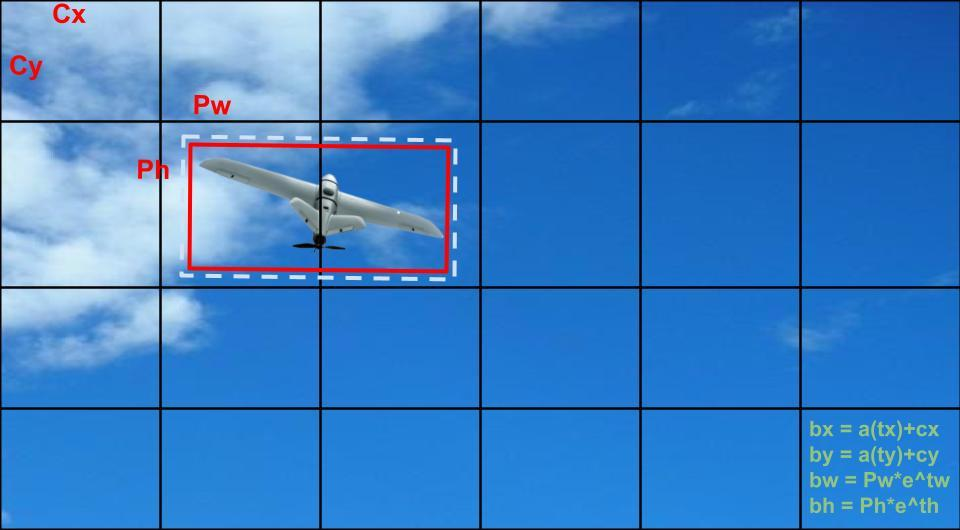 Cx
Cy
Pw
Ph
bx = a(tx)+cx
by = a(ty)+cy
bw = Pw*e^tw
bh = Ph*e^th